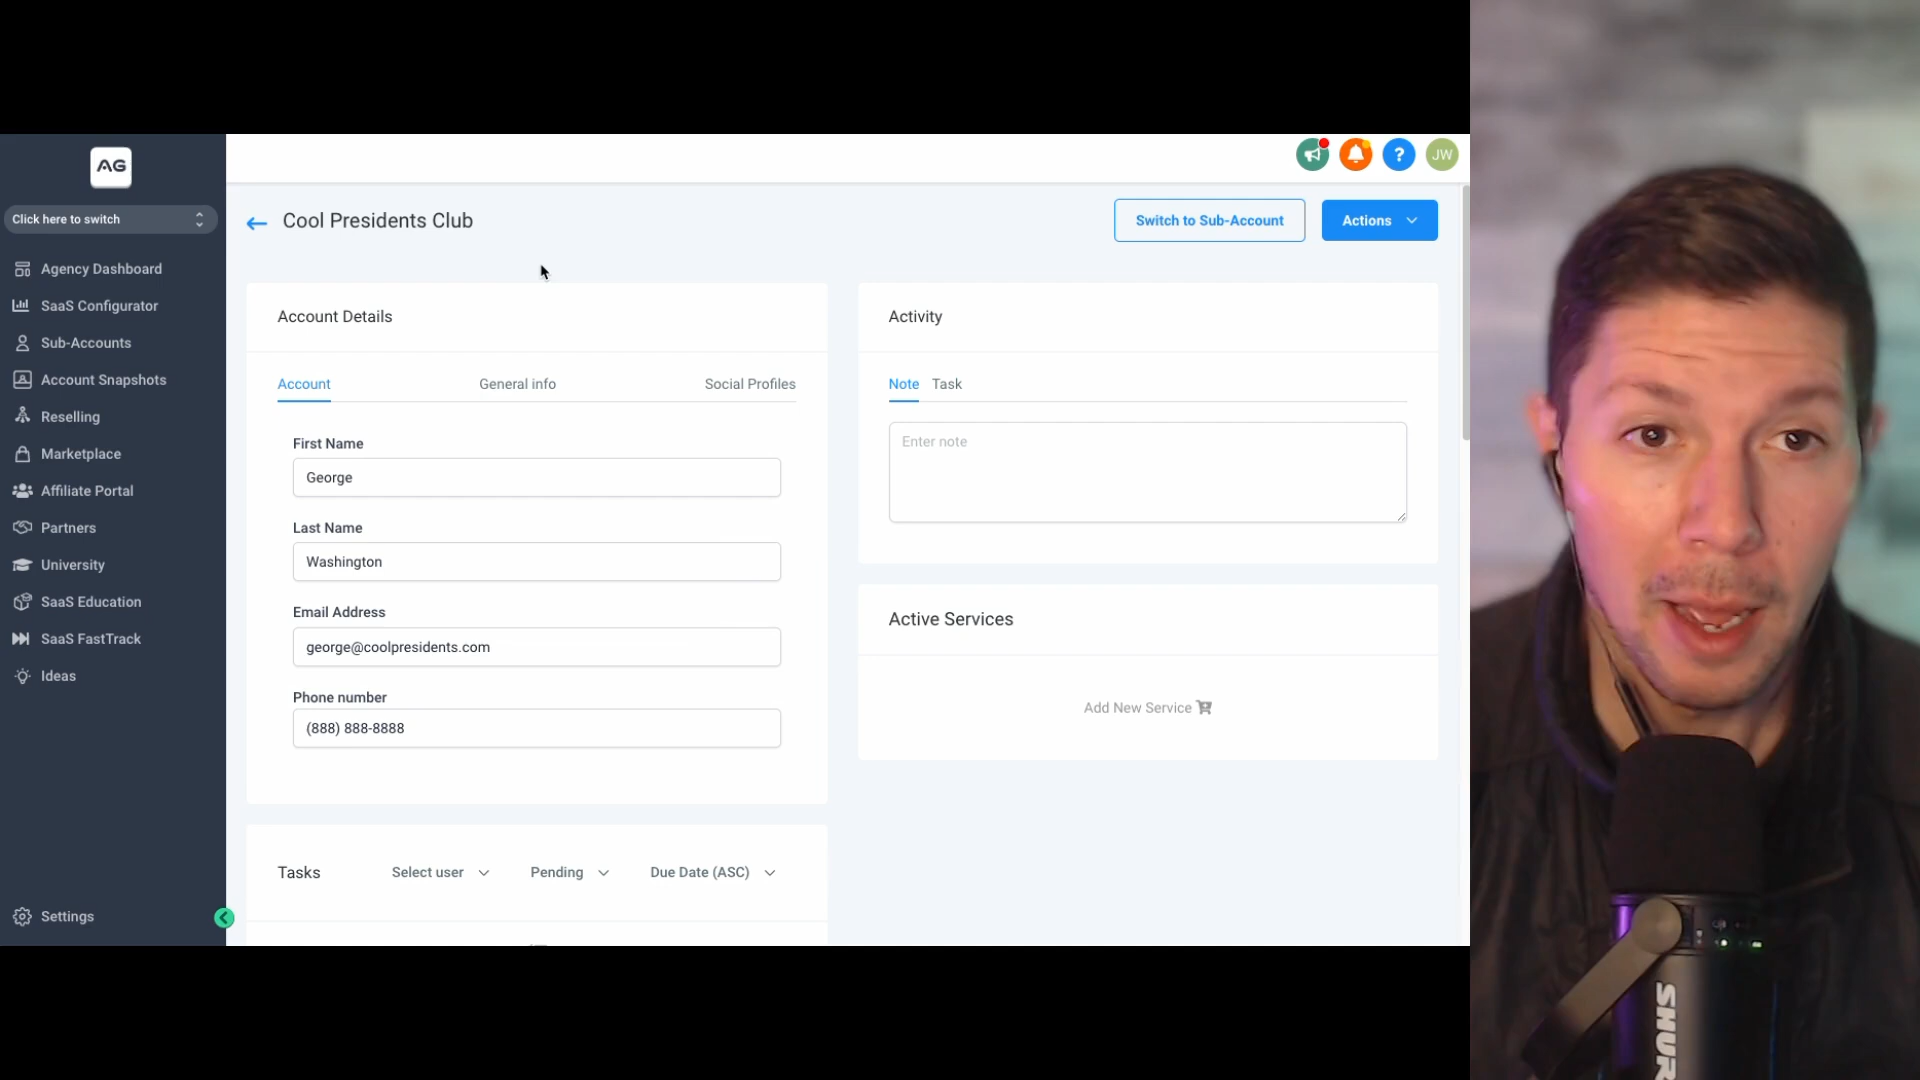 AG
Click here to switch
Agency Dashboard
SaaS Configurator
Sub-Accounts
Account Snapshots
Reselling
Marketplace
Affiliate Portal
Partners
University
SaaS Education
SaaS FastTrack
Ideas
Settings
? JW
Cool Presidents Club
Switch to Sub-Account
Actions
Account Details
Account General info Social Profiles
First Name
George
Last Name
Washington
Email Address
george@coolpresidents.com
Phone number
(888) 888-8888
Tasks Select user Pending Due Date (ASC)
Activity
Note Task
Enter note
Active Services
Add New Service
SHUR